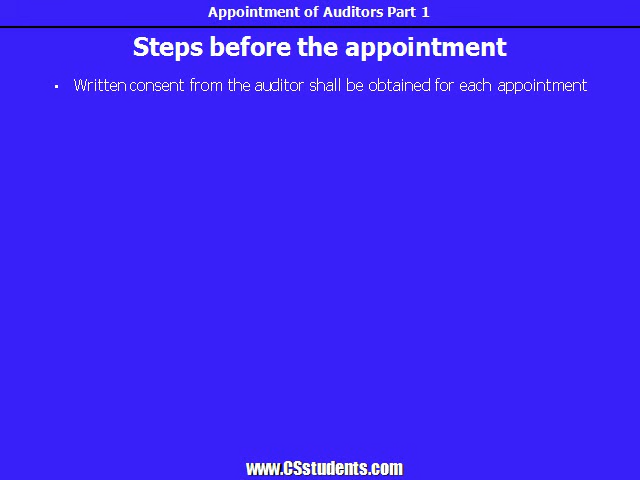 Appointment of Auditors Part 1
Steps before the appointment
• Written consent from the auditor shall be obtained for each appointment
www.CSstudents.com